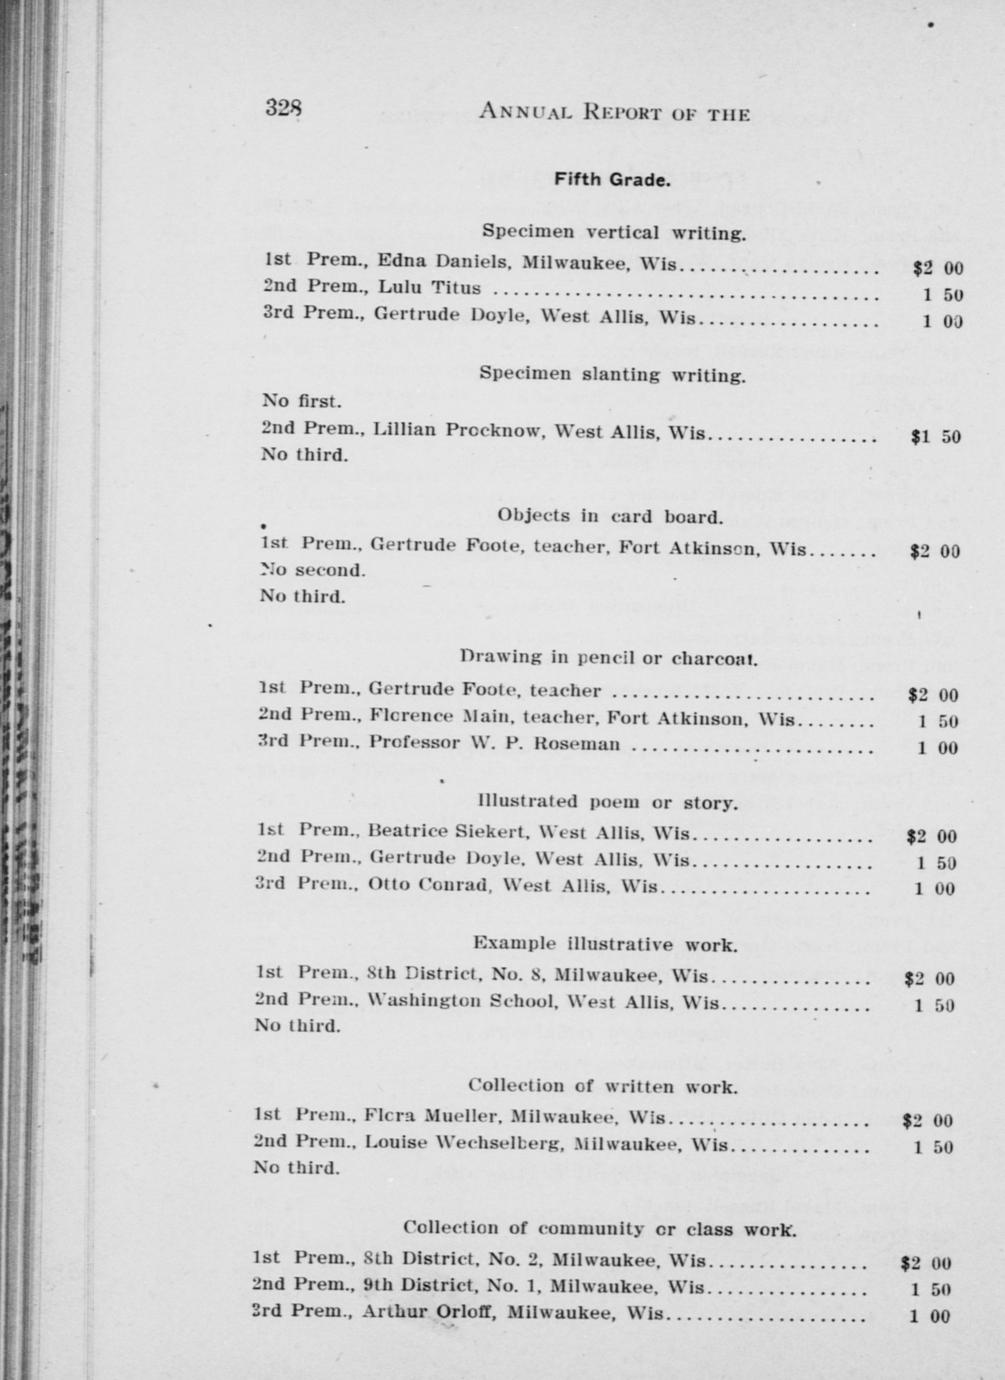 328 ANNUAL REPORT OF THE
Fifth Grade.
Specimen vertical writing.
1st Prem., Edna Daniels, Milwaukee, Wis.................... $2 00
2nd Prem., Lulu Titus ...................................... 1 50
3rd Prem., Gertrude Doyle, West Allis, Wis.................. 1 00
Specimen slanting writing.
No first.
2nd Prem., Lillian Procknow, West Allis, Wis................. $1 50
No third.
Objects in card board.
1st Prem., Gertrude Foote, teacher, Fort Atkinson, Wis....... $2 00
No second.
No third.
Drawing in pencil or charcoal.
1st Prem., Gertrude Foote, teacher .......................... $2 00
2nd Prem., Florence Main, teacher, Fort Atkinson, Wis........ 1 50
3rd Prem., Professor W. P. Roseman ........................ 1 00
Illustrated poem or story.
1st Prem., Beatrice Siekert, West Allis, Wis.................. $2 00
2nd Prem., Gertrude Doyle, West Allis, Wis.................. 1 50
3rd Prem., Otto Conrad, West Allis, Wis..................... 1 00
Example illustrative work.
1st Prem., 8th District, No. 8, Milwaukee, Wis................ $2 00
2nd Prem., Washington School, West Allis, Wis............... 1 50
No third.
Collection of written work.
1st Prem., Flora Mueller, Milwaukee, Wis.................... $2 00
2nd Prem., Louise Wechselberg, Milwaukee, Wis.............. 1 50
No third.
Collection of community or class work.
1st Prem., 8th District, No. 2, Milwaukee, Wis................ $2 00
2nd Prem., 9th District, No. 1, Milwaukee, Wis................ 1 50
3rd Prem., Arthur Orloff, Milwaukee, Wis.................... 1 00